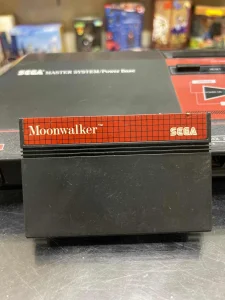 SEGA MASTER SYSTEM/Power Base
Moonwalker™ SEGA